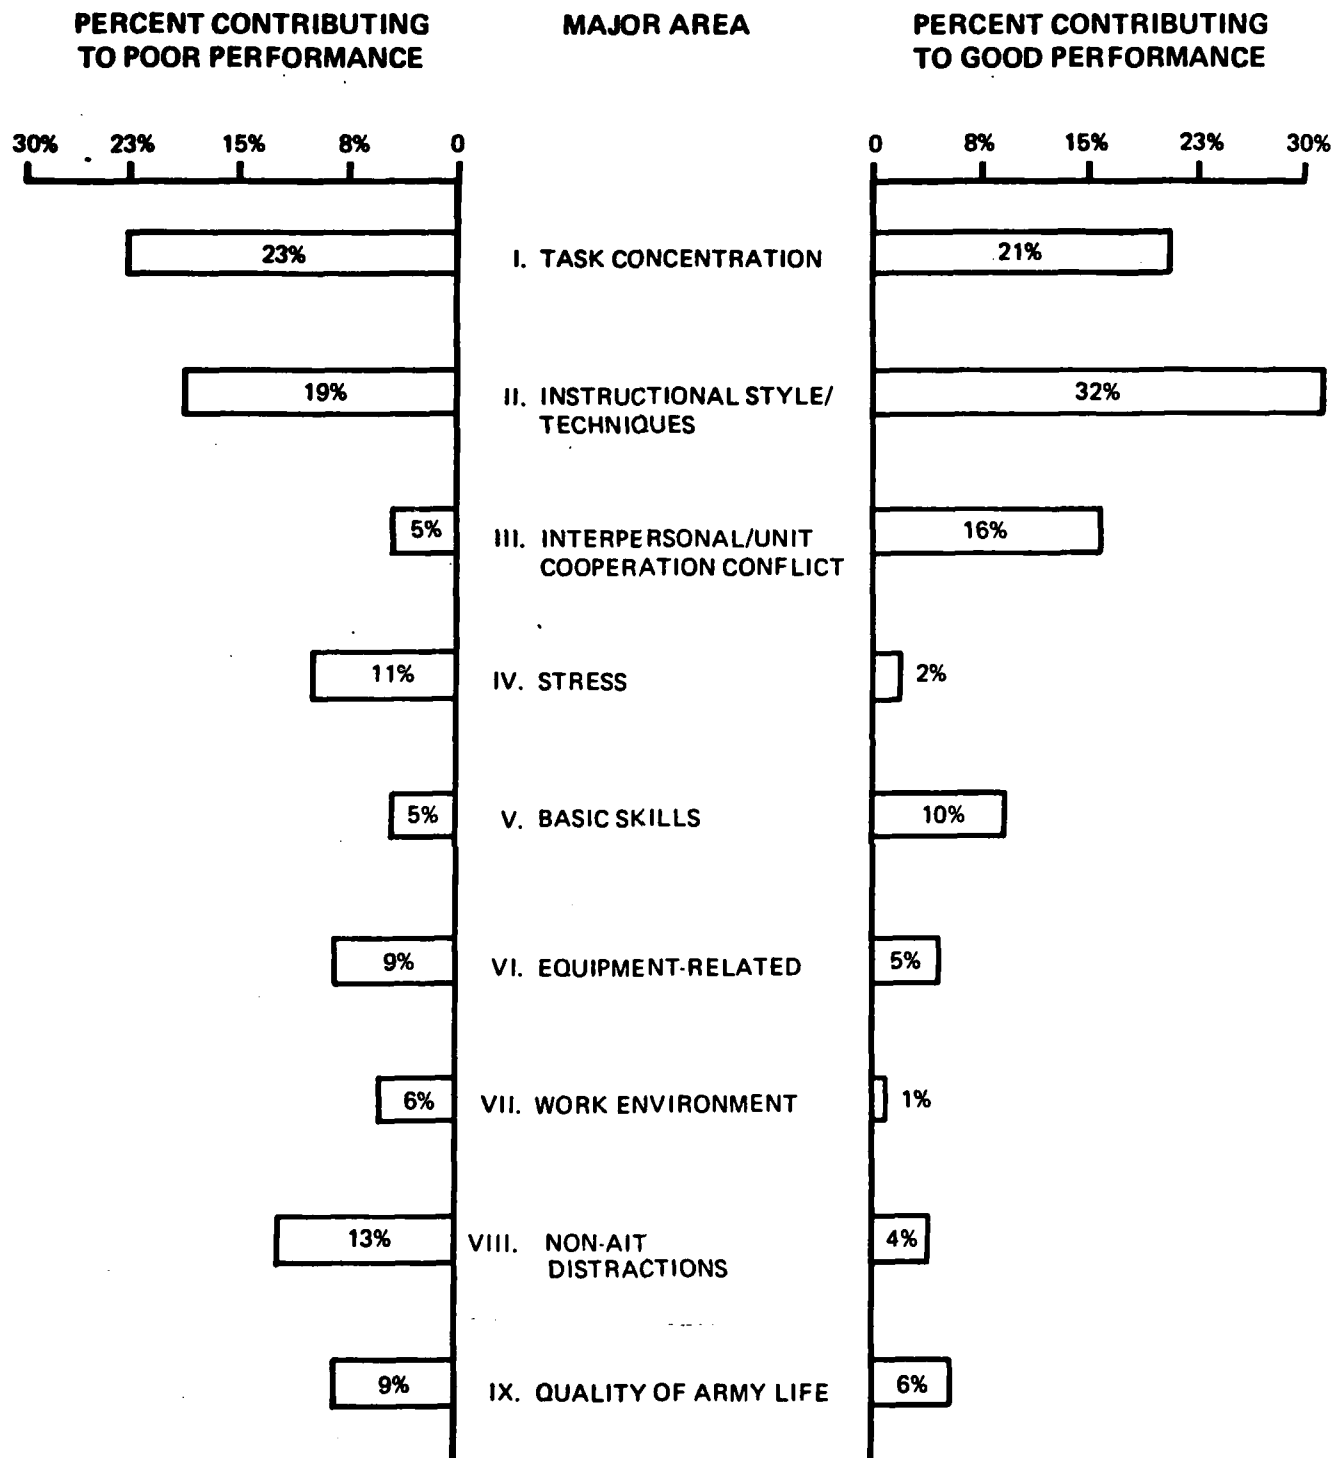 PERCENT CONTRIBUTING
TO POOR PERFORMANCE
MAJOR AREA
PERCENT CONTRIBUTING
TO GOOD PERFORMANCE
30% 23% 15% 8% 0
0 8% 15% 23% 30%
23% I. TASK CONCENTRATION 21%
19% II. INSTRUCTIONAL STYLE/ 32%
TECHNIQUES
5% III. INTERPERSONAL/UNIT 16%
COOPERATION CONFLICT
11% IV. STRESS 2%
5% V. BASIC SKILLS 10%
9% VI. EQUIPMENT-RELATED 5%
6% VII. WORK ENVIRONMENT 1%
13% VIII. NON-AIT 4%
DISTRACTIONS
9% IX. QUALITY OF ARMY LIFE 6%